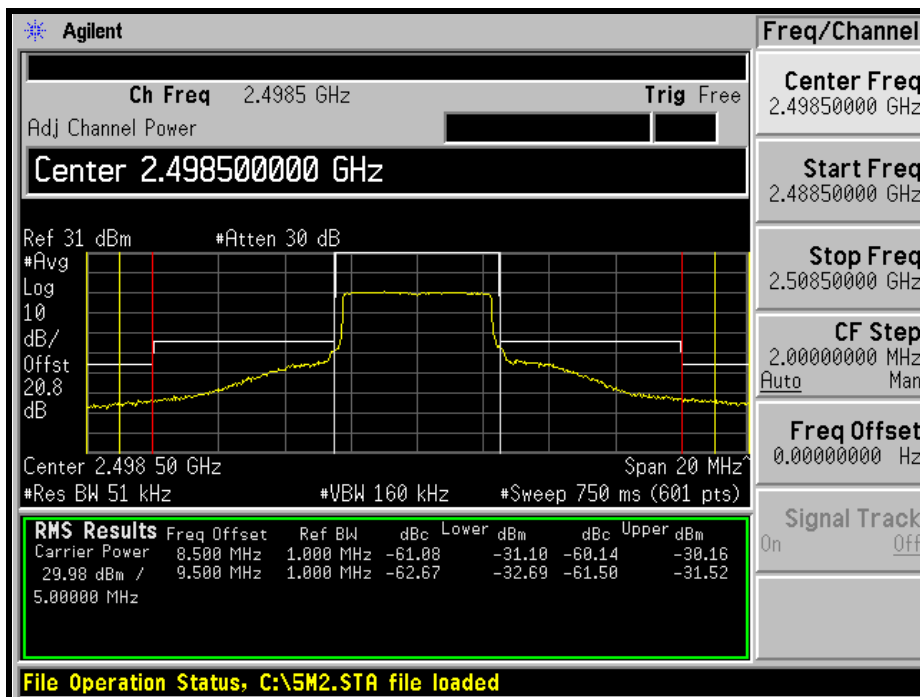 Agilent
Ch Freq 2.4985 GHz Trig Free
Adj Channel Power
Center 2.498500000 GHz
Ref 31 dBm #Atten 30 dB
#Avg
Log
10
dB/
Offst
20.8
dB
Center 2.498 50 GHz Span 20 MHz^
#Res BW 51 kHz #VBW 160 kHz #Sweep 750 ms (601 pts)
RMS Results Freq Offset Ref BW dBc Lower dBm dBc Upper dBm
Carrier Power 8.500 MHz 1.000 MHz -61.08 -31.10 -60.14 -30.16
29.98 dBm / 9.500 MHz 1.000 MHz -62.67 -32.69 -61.50 -31.52
5.00000 MHz
File Operation Status, C:\5M2.STA file loaded
Freq/Channel
Center Freq
2.49850000 GHz
Start Freq
2.48850000 GHz
Stop Freq
2.50850000 GHz
CF Step
2.00000000 MHz
Auto Man
Freq Offset
0.00000000 Hz
Signal Track
On Off